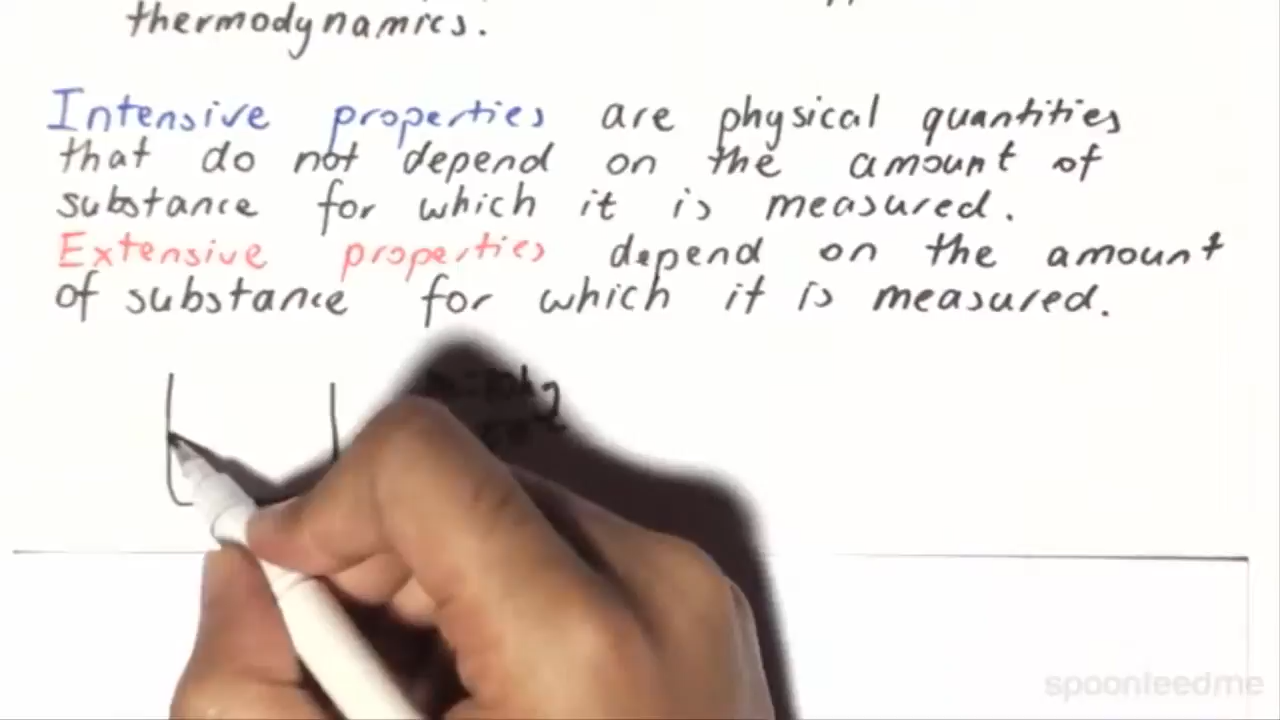 thermodynamics.
Intensive properties are physical quantities
that do not depend on the amount of
substance for which it is measured.
Extensive properties depend on the amount
of substance for which it is measured.
spoonfeedme